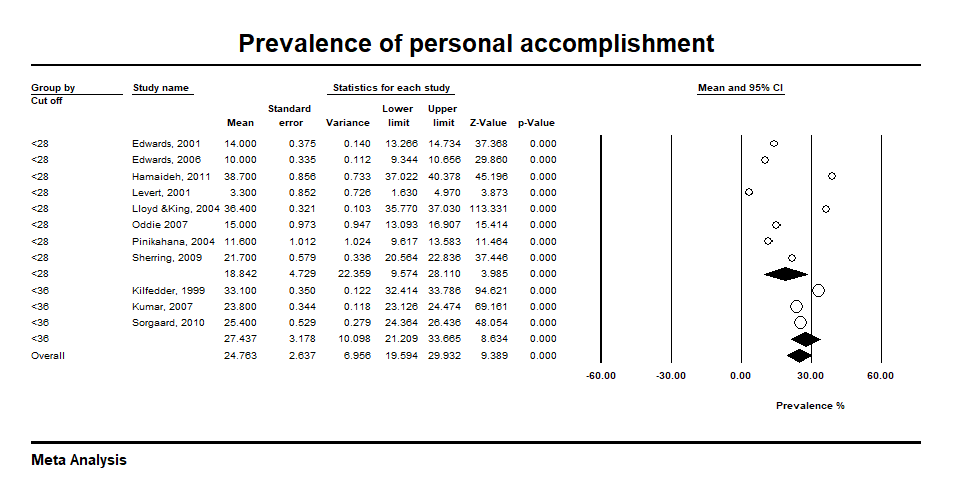 Prevalence of personal accomplishment
Group by Study name Statistics for each study Mean and 95% CI
Cut off
Standard Lower Upper
Mean error Variance limit limit Z-Value p-Value
<28 Edwards, 2001 14.000 0.375 0.140 13.266 14.734 37.368 0.000
<28 Edwards, 2006 10.000 0.335 0.112 9.344 10.656 29.860 0.000
<28 Hamaideh, 2011 38.700 0.856 0.733 37.022 40.378 45.196 0.000
<28 Levert, 2001 3.300 0.852 0.726 1.630 4.970 3.873 0.000
<28 Lloyd &King, 2004 36.400 0.321 0.103 35.770 37.030 113.331 0.000
<28 Oddie 2007 15.000 0.973 0.947 13.093 16.907 15.414 0.000
<28 Pinikahana, 2004 11.600 1.012 1.024 9.617 13.583 11.464 0.000
<28 Sherring, 2009 21.700 0.579 0.336 20.564 22.836 37.446 0.000
<28 18.842 4.729 22.359 9.574 28.110 3.985 0.000
<36 Kilfedder, 1999 33.100 0.350 0.122 32.414 33.786 94.621 0.000
<36 Kumar, 2007 23.800 0.344 0.118 23.126 24.474 69.161 0.000
<36 Sorgaard, 2010 25.400 0.529 0.279 24.364 26.436 48.054 0.000
<36 27.437 3.178 10.098 21.209 33.665 8.634 0.000
Overall 24.763 2.637 6.956 19.594 29.932 9.389 0.000
-60.00 -30.00 0.00 30.00 60.00
Prevalence %
Meta Analysis